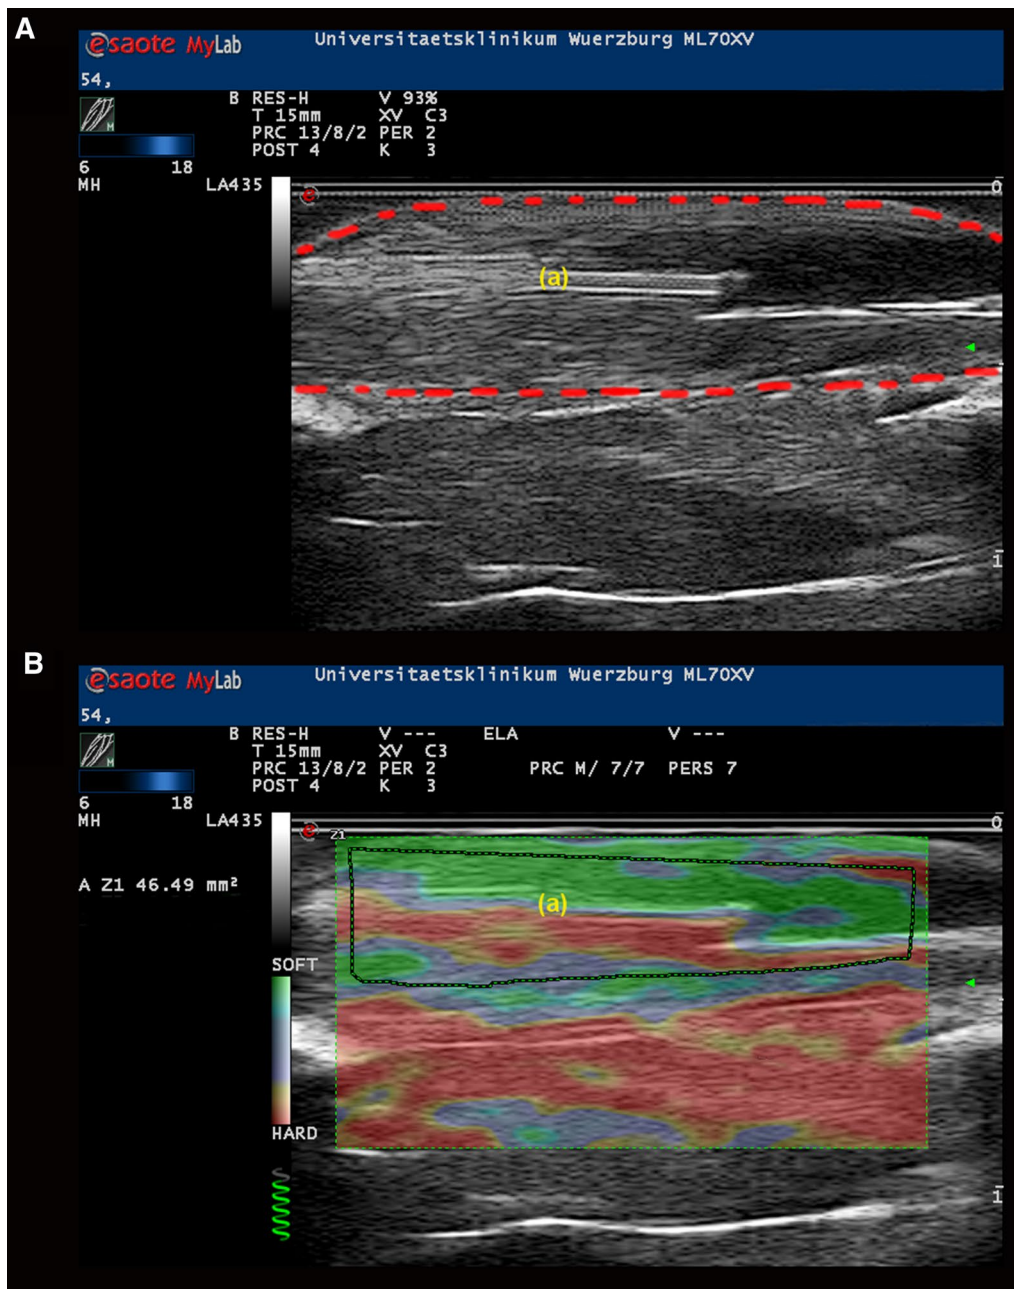 A
esaote MyLab Universitaetsklinikum Wuerzburg ML70XV
54,
B RES-H V 93%
T 15mm XV C3
PRC 13/8/2 PER 2
POST 4 K 3
M
6 18
MH LA435
e
0
(a)
1
B
esaote MyLab Universitaetsklinikum Wuerzburg ML70XV
54,
B RES-H V --- ELA V ---
T 15mm XV C3
PRC 13/8/2 PER 2 PRC M/ 7/7 PERS 7
POST 4 K 3
M
6 18
MH LA435
e
0
Z1
A Z1 46.49 mm²
(a)
SOFT
HARD
1